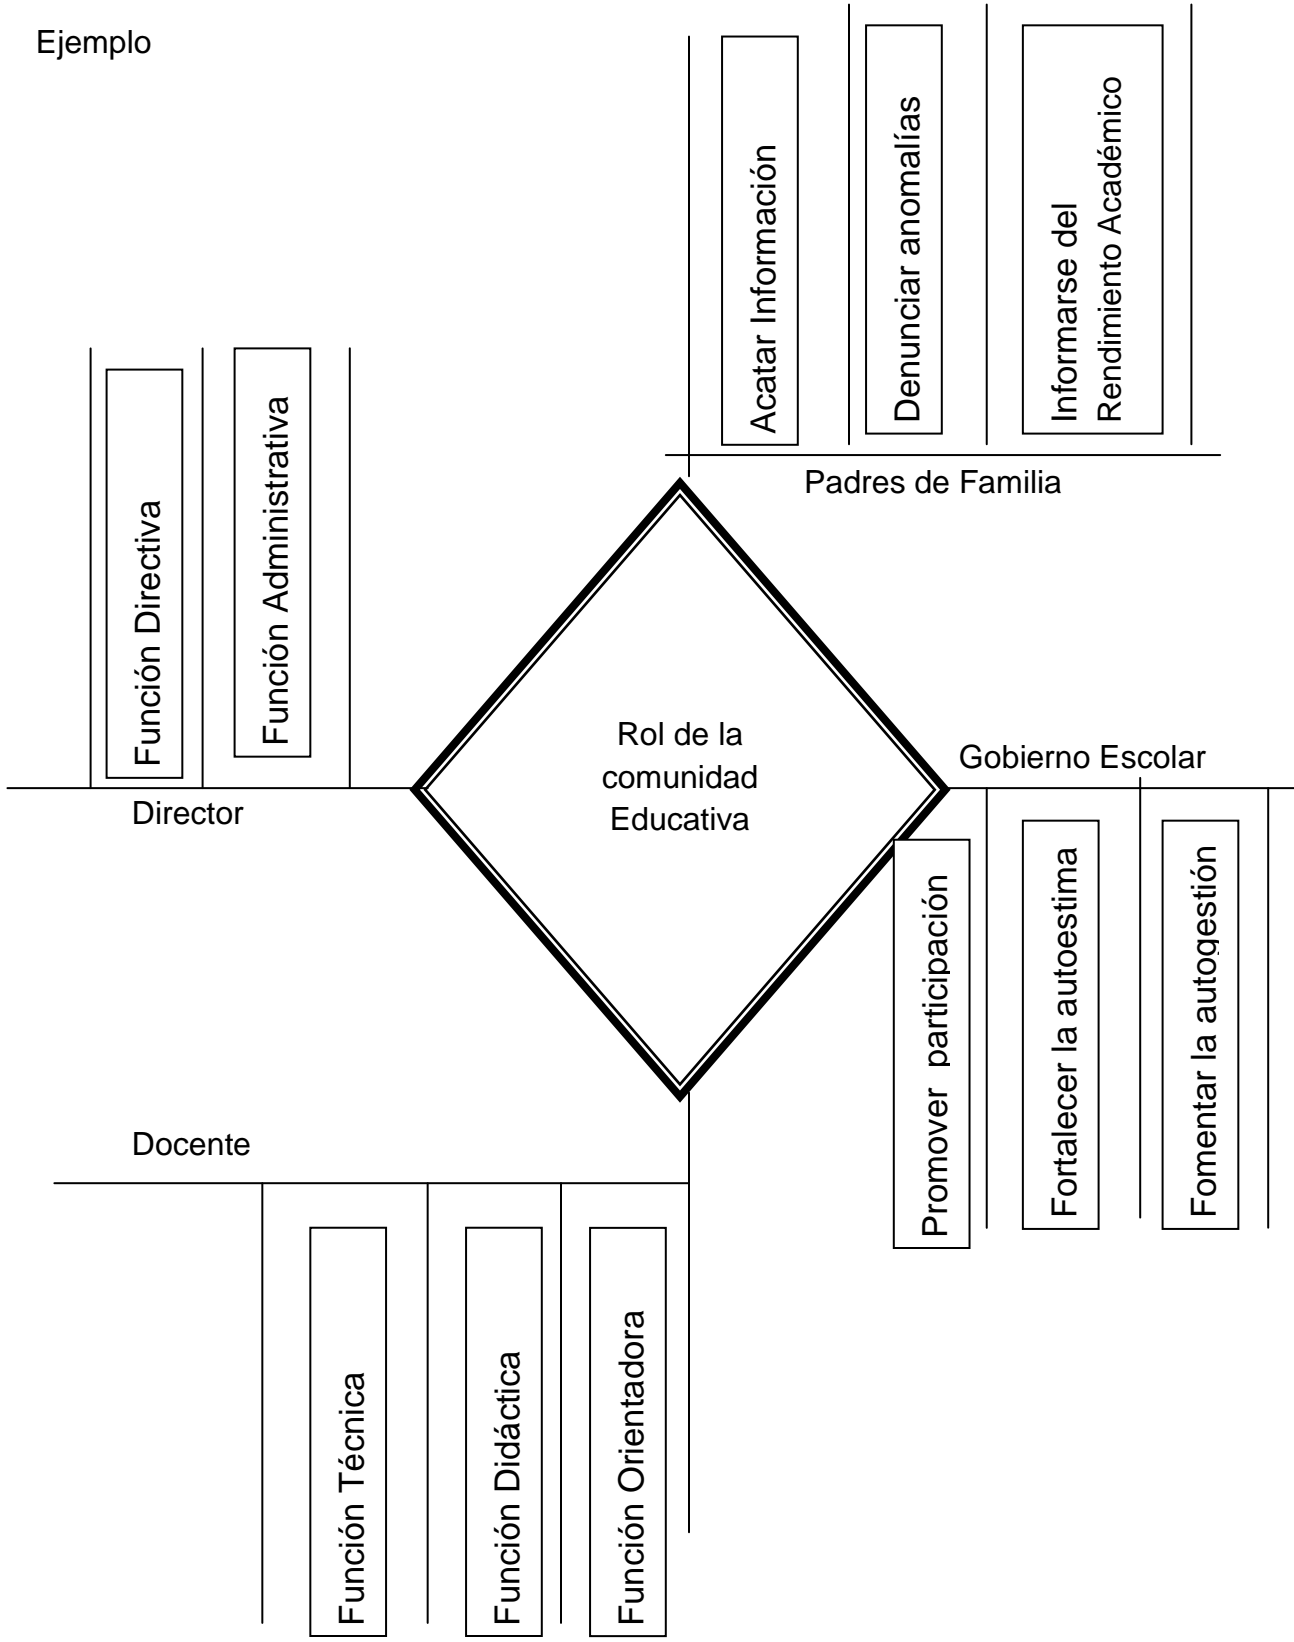 Ejemplo
Acatar Información
Denunciar anomalías
Informarse del
Rendimiento Académico
Padres de Familia
Función Directiva
Función Administrativa
Director
Rol de la
comunidad
Educativa
Gobierno Escolar
Promover participación
Fortalecer la autoestima
Fomentar la autogestión
Docente
Función Técnica
Función Didáctica
Función Orientadora